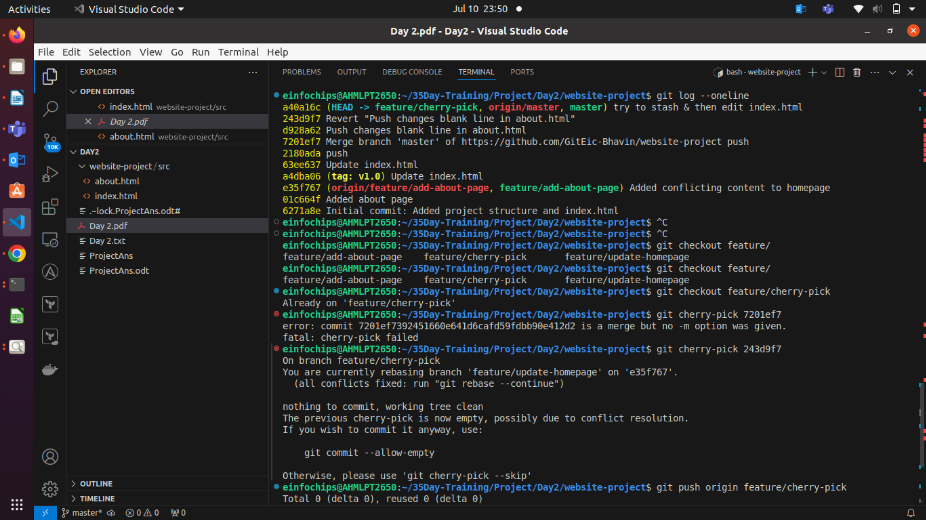 Activities
Visual Studio Code
Jul 10 23:50
Day 2.pdf - Day2 - Visual Studio Code
File Edit Selection View Go Run Terminal Help
EXPLORER
OPEN EDITORS
index.html website-project/src
Day 2.pdf
about.html website-project/src
DAY2
website-project / src
about.html
index.html
.~lock.ProjectAns.odt#
Day 2.pdf
Day 2.txt
ProjectAns
ProjectAns.odt
OUTLINE
TIMELINE
10K
PROBLEMS OUTPUT DEBUG CONSOLE TERMINAL PORTS
bash - website-project
einfochips@AHMLPT2650:~/35Day-Training/Project/Day2/website-project$ git log --oneline
a40a16c (HEAD -> feature/cherry-pick, origin/master, master) try to stash & then edit index.html
243d9f7 Revert "Push changes blank line in about.html"
d928a62 Push changes blank line in about.html
7201ef7 Merge branch 'master' of https://github.com/GitEic-Bhavin/website-project push
2180ada push
63ee637 Update index.html
a4dba06 (tag: v1.0) Update index.html
e35f767 (origin/feature/add-about-page, feature/add-about-page) Added conflicting content to homepage
01c664f Added about page
6271a8e Initial commit: Added project structure and index.html
einfochips@AHMLPT2650:~/35Day-Training/Project/Day2/website-project$ ^C
einfochips@AHMLPT2650:~/35Day-Training/Project/Day2/website-project$ ^C
einfochips@AHMLPT2650:~/35Day-Training/Project/Day2/website-project$ git checkout feature/
feature/add-about-page feature/cherry-pick feature/update-homepage
einfochips@AHMLPT2650:~/35Day-Training/Project/Day2/website-project$ git checkout feature/
feature/add-about-page feature/cherry-pick feature/update-homepage
einfochips@AHMLPT2650:~/35Day-Training/Project/Day2/website-project$ git checkout feature/cherry-pick
Already on 'feature/cherry-pick'
einfochips@AHMLPT2650:~/35Day-Training/Project/Day2/website-project$ git cherry-pick 7201ef7
error: commit 7201ef7392451660e641d6cafd59fdbb90e412d2 is a merge but no -m option was given.
fatal: cherry-pick failed
einfochips@AHMLPT2650:~/35Day-Training/Project/Day2/website-project$ git cherry-pick 243d9f7
On branch feature/cherry-pick
You are currently rebasing branch 'feature/update-homepage' on 'e35f767'.
(all conflicts fixed: run "git rebase --continue")
nothing to commit, working tree clean
The previous cherry-pick is now empty, possibly due to conflict resolution.
If you wish to commit it anyway, use:
git commit --allow-empty
Otherwise, please use 'git cherry-pick --skip'
einfochips@AHMLPT2650:~/35Day-Training/Project/Day2/website-project$ git push origin feature/cherry-pick
Total 0 (delta 0), reused 0 (delta 0)
master* 0 0 0